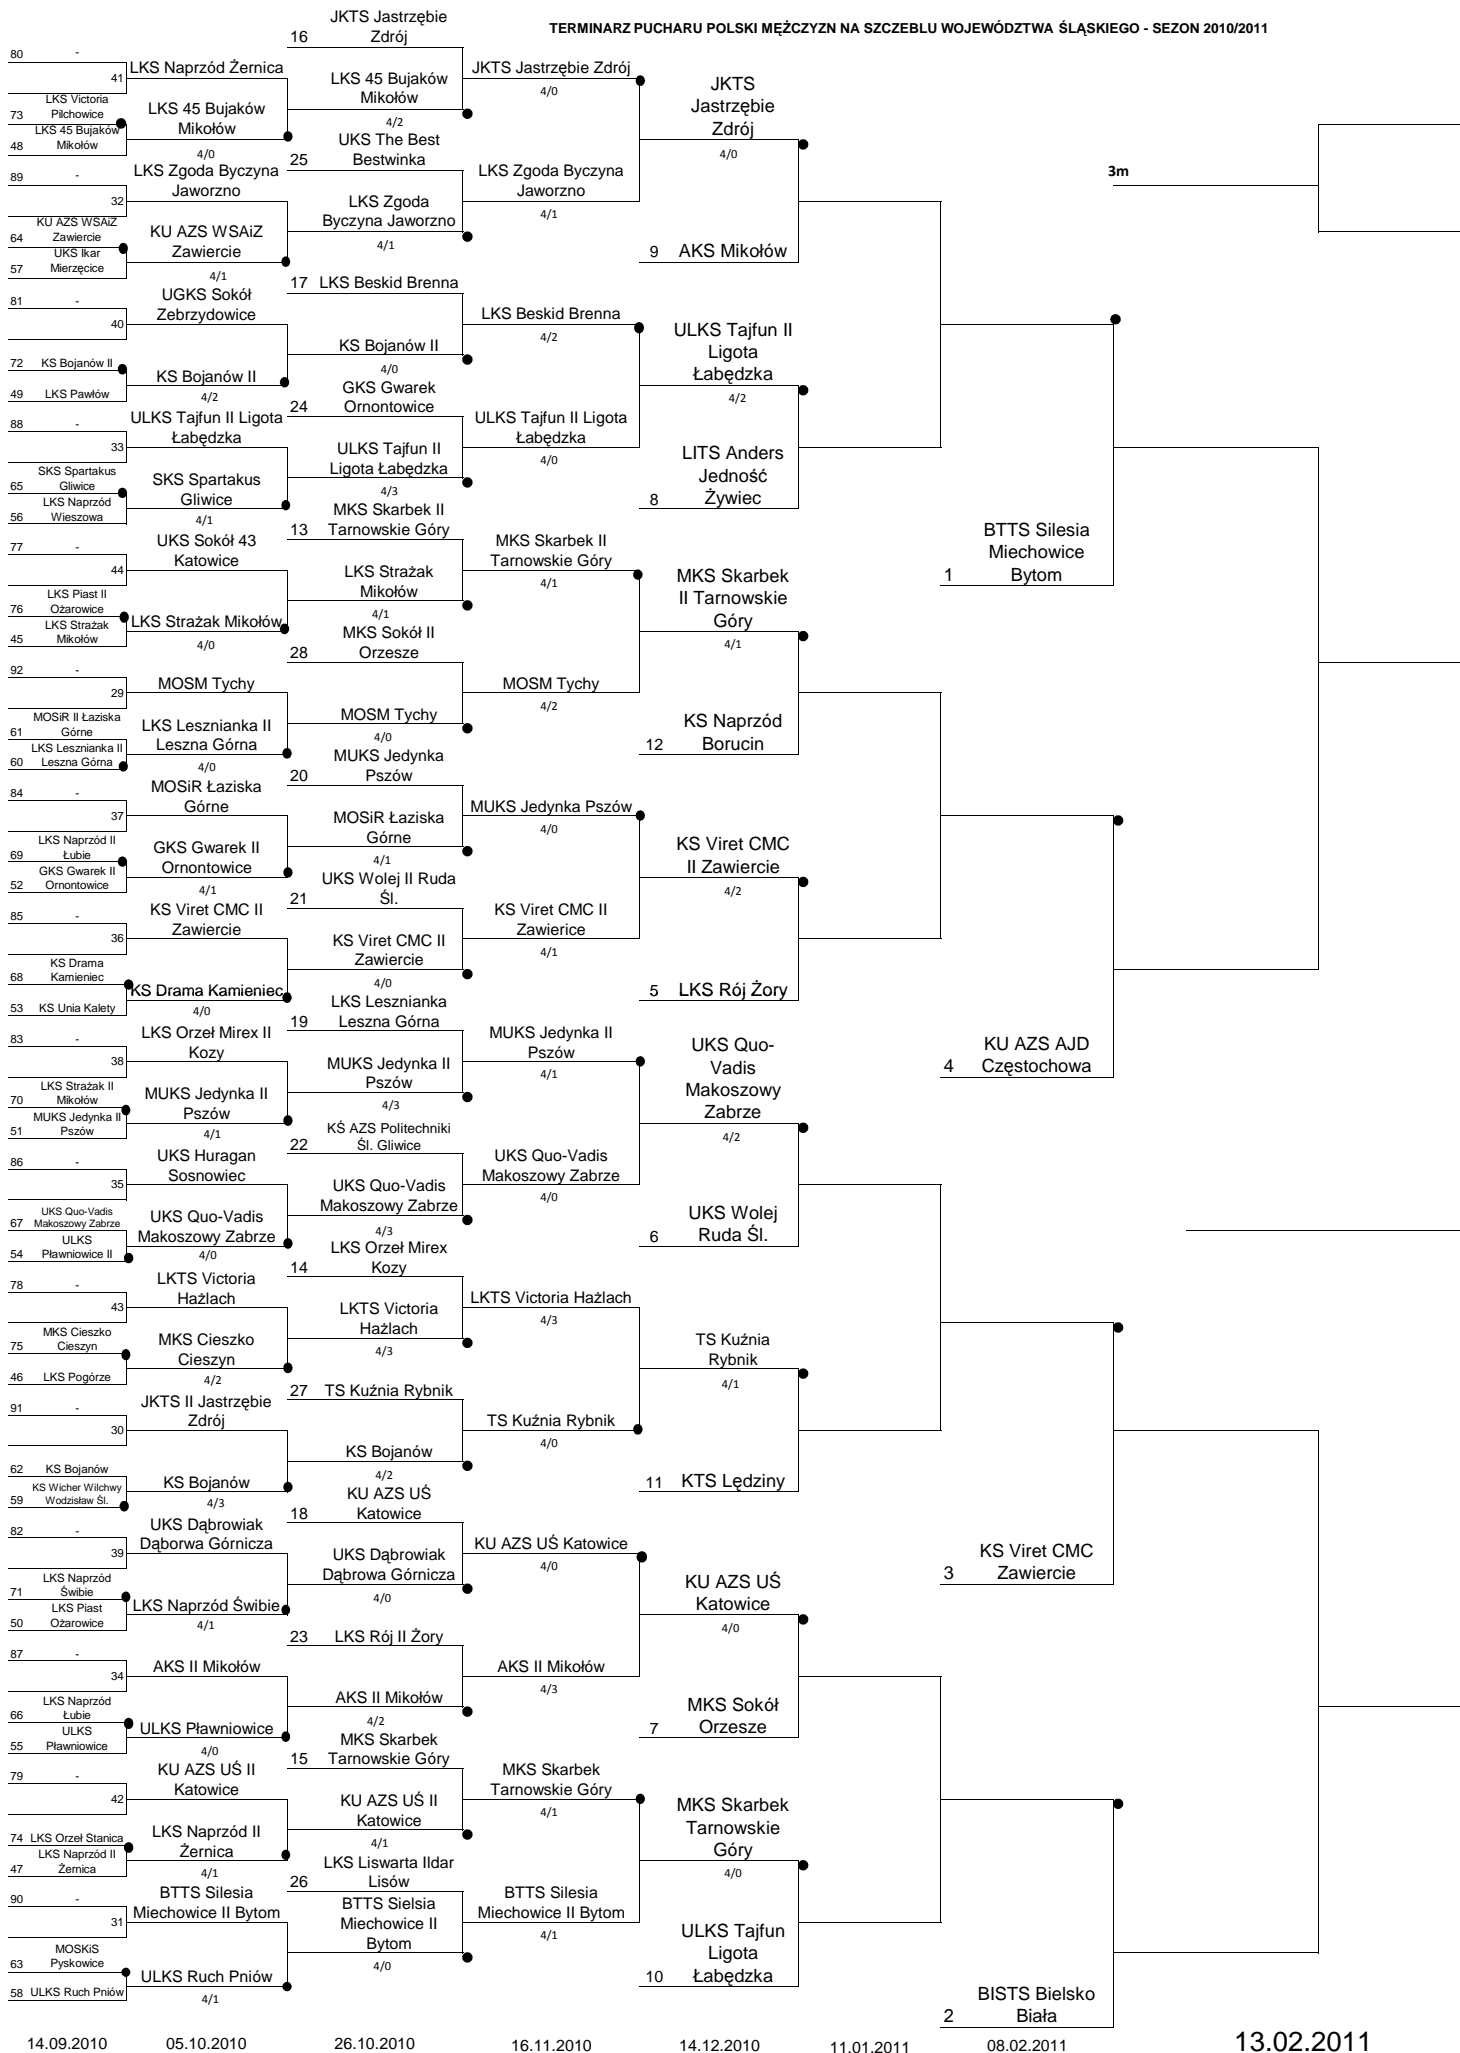 TERMINARZ PUCHARU POLSKI MĘŻCZYZN NA SZCZEBLU WOJEWÓDZTWA ŚLĄSKIEGO - SEZON 2010/2011
80 -
41
73 LKS Victoria
Pilchowice
48 LKS 45 Bujaków
Mikołów
89 -
32
64 KU AZS WSAiZ
Zawiercie
57 UKS Ikar
Mierzęcice
81 -
40
72 KS Bojanów II
49 LKS Pawłów
88 -
33
65 SKS Spartakus
Gliwice
56 LKS Naprzód
Wieszowa
77 -
44
76 LKS Piast II
Ożarowice
45 LKS Strażak
Mikołów
92 -
29
61 MOSiR II Łaziska
Górne
60 LKS Lesznianka II
Leszna Górna
84 -
37
69 LKS Naprzód II
Łubie
52 GKS Gwarek II
Ornontowice
85 -
36
68 KS Drama
Kamieniec
53 KS Unia Kalety
83 -
38
70 LKS Strażak II
Mikołów
51 MUKS Jedynka II
Pszów
86 -
35
67 UKS Quo-Vadis
Makoszowy Zabrze
54 ULKS
Pławniowice II
78 -
43
75 MKS Cieszko
Cieszyn
46 LKS Pogórze
91 -
30
62 KS Bojanów
59 KS Wicher Wilchwy
Wodzisław Śl.
82 -
39
71 LKS Naprzód
Świbie
50 LKS Piast
Ożarowice
87 -
34
66 LKS Naprzód
Łubie
55 ULKS
Pławniowice
79 -
42
74 LKS Orzeł Stanica
47 LKS Naprzód II
Żernica
90 -
31
63 MOSKiS
Pyskowice
58 ULKS Ruch Pniów
14.09.2010
LKS Naprzód Żernica
LKS 45 Bujaków
Mikołów
4/0
LKS Zgoda Byczyna
Jaworzno
KU AZS WSAiZ
Zawiercie
4/1
UGKS Sokół
Zebrzydowice
KS Bojanów II
4/2
ULKS Tajfun II Ligota
Łabędzka
SKS Spartakus
Gliwice
4/1
UKS Sokół 43
Katowice
LKS Strażak Mikołów
4/0
MOSM Tychy
LKS Lesznianka II
Leszna Górna
4/0
MOSiR Łaziska
Górne
GKS Gwarek II
Ornontowice
4/1
KS Viret CMC II
Zawiercie
KS Drama Kamieniec
4/0
LKS Orzeł Mirex II
Kozy
MUKS Jedynka II
Pszów
4/1
UKS Huragan
Sosnowiec
UKS Quo-Vadis
Makoszowy Zabrze
4/0
LKTS Victoria
Hażlach
MKS Cieszko
Cieszyn
4/2
JKTS II Jastrzębie
Zdrój
KS Bojanów
4/3
UKS Dąbrowiak
Dąborwa Górnicza
LKS Naprzód Świbie
4/1
AKS II Mikołów
ULKS Pławniowice
4/0
KU AZS UŚ II
Katowice
LKS Naprzód II
Żernica
4/1
BTTS Silesia
Miechowice II Bytom
ULKS Ruch Pniów
4/1
05.10.2010
16 JKTS Jastrzębie
Zdrój
LKS 45 Bujaków
Mikołów
4/2
25 UKS The Best
Bestwinka
LKS Zgoda
Byczyna Jaworzno
4/1
17 LKS Beskid Brenna
KS Bojanów II
4/0
24 GKS Gwarek
Ornontowice
ULKS Tajfun II
Ligota Łabędzka
4/3
13 MKS Skarbek II
Tarnowskie Góry
LKS Strażak
Mikołów
4/1
28 MKS Sokół II
Orzesze
MOSM Tychy
4/0
20 MUKS Jedynka
Pszów
MOSiR Łaziska
Górne
4/1
21 UKS Wolej II Ruda
Śl.
KS Viret CMC II
Zawiercie
4/0
19 LKS Lesznianka
Leszna Górna
MUKS Jedynka II
Pszów
4/3
22 KŚ AZS Politechniki
Śl. Gliwice
UKS Quo-Vadis
Makoszowy Zabrze
4/3
14 LKS Orzeł Mirex
Kozy
LKTS Victoria
Hażlach
4/3
27 TS Kuźnia Rybnik
KS Bojanów
4/2
18 KU AZS UŚ
Katowice
UKS Dąbrowiak
Dąbrowa Górnicza
4/0
23 LKS Rój II Żory
AKS II Mikołów
4/2
15 MKS Skarbek
Tarnowskie Góry
KU AZS UŚ II
Katowice
4/1
26 LKS Liswarta Ildar
Lisów
BTTS Sielsia
Miechowice II
Bytom
4/0
26.10.2010
JKTS Jastrzębie Zdrój
4/0
LKS Zgoda Byczyna
Jaworzno
4/1
LKS Beskid Brenna
4/2
ULKS Tajfun II Ligota
Łabędzka
4/0
MKS Skarbek II
Tarnowskie Góry
4/1
MOSM Tychy
4/2
MUKS Jedynka Pszów
4/0
KS Viret CMC II
Zawierice
4/1
MUKS Jedynka II
Pszów
4/1
UKS Quo-Vadis
Makoszowy Zabrze
4/0
LKTS Victoria Hażlach
4/3
TS Kuźnia Rybnik
4/0
KU AZS UŚ Katowice
4/0
AKS II Mikołów
4/3
MKS Skarbek
Tarnowskie Góry
4/1
BTTS Silesia
Miechowice II Bytom
4/1
16.11.2010
JKTS
Jastrzębie
Zdrój
4/0
9 AKS Mikołów
ULKS Tajfun II
Ligota
Łabędzka
4/2
LITS Anders
Jedność
8 Żywiec
MKS Skarbek
II Tarnowskie
Góry
4/1
KS Naprzód
12 Borucin
KS Viret CMC
II Zawiercie
4/2
5 LKS Rój Żory
UKS Quo-
Vadis
Makoszowy
Zabrze
4/2
UKS Wolej
6 Ruda Śl.
TS Kuźnia
Rybnik
4/1
11 KTS Lędziny
KU AZS UŚ
Katowice
4/0
MKS Sokół
7 Orzesze
MKS Skarbek
Tarnowskie
Góry
4/0
ULKS Tajfun
Ligota
10 Łabędzka
14.12.2010
11.01.2011
BTTS Silesia
Miechowice
1 Bytom
KU AZS AJD
4 Częstochowa
KS Viret CMC
3 Zawiercie
BISTS Bielsko
2 Biała
08.02.2011
3m
13.02.2011